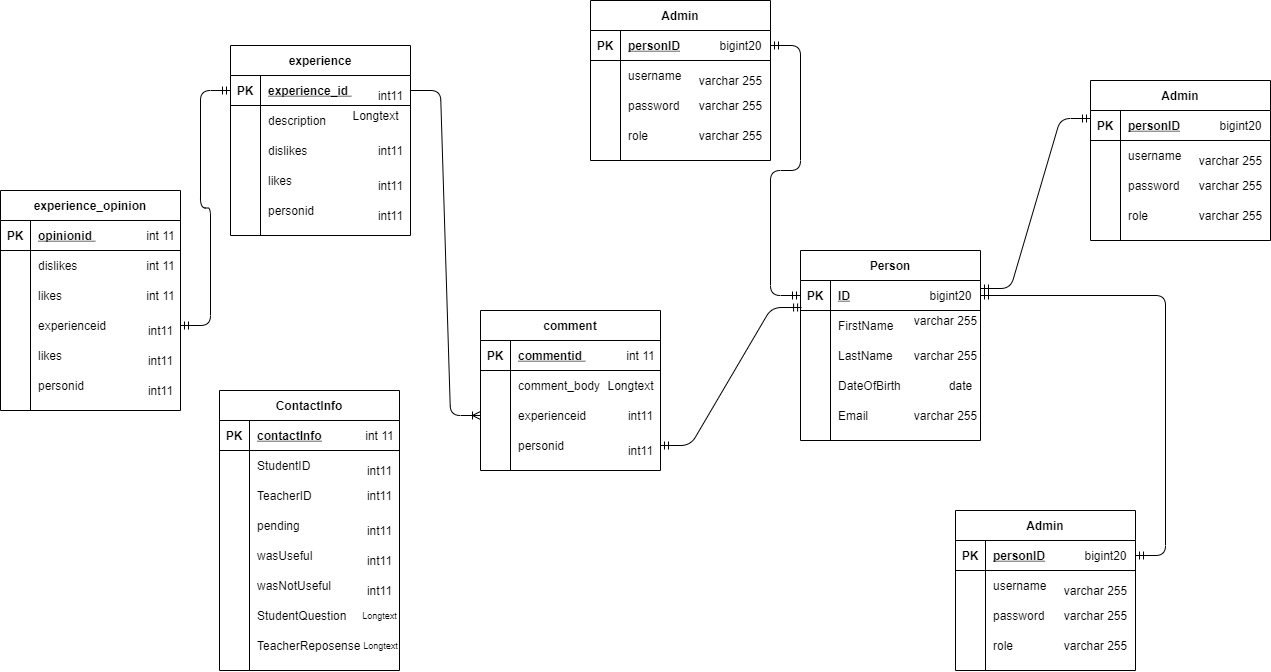 Admin
PK personID bigint20
username varchar 255
password varchar 255
role varchar 255
experience
PK experience_id int11
description Longtext
dislikes int11
likes int11
personid int11
Admin
PK personID bigint20
username varchar 255
password varchar 255
role varchar 255
experience_opinion
PK opinionid int 11
dislikes int 11
likes int 11
experienceid int11
likes int11
personid int11
Person
PK ID bigint20
FirstName varchar 255
LastName varchar 255
DateOfBirth date
Email varchar 255
comment
PK commentid int 11
comment_body Longtext
experienceid int11
personid int11
ContactInfo
PK contactInfo int 11
StudentID int11
TeacherID int11
pending int11
wasUseful int11
wasNotUseful int11
StudentQuestion Longtext
TeacherReposense Longtext
Admin
PK personID bigint20
username varchar 255
password varchar 255
role varchar 255